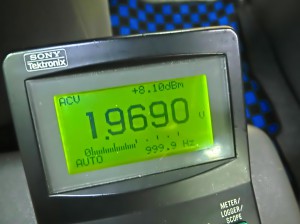 SONY
Tektronix
ACV
+8.10dBm
1.9690 V
AUTO
999.9 Hz
METER/
LOGGER/
SCOPE